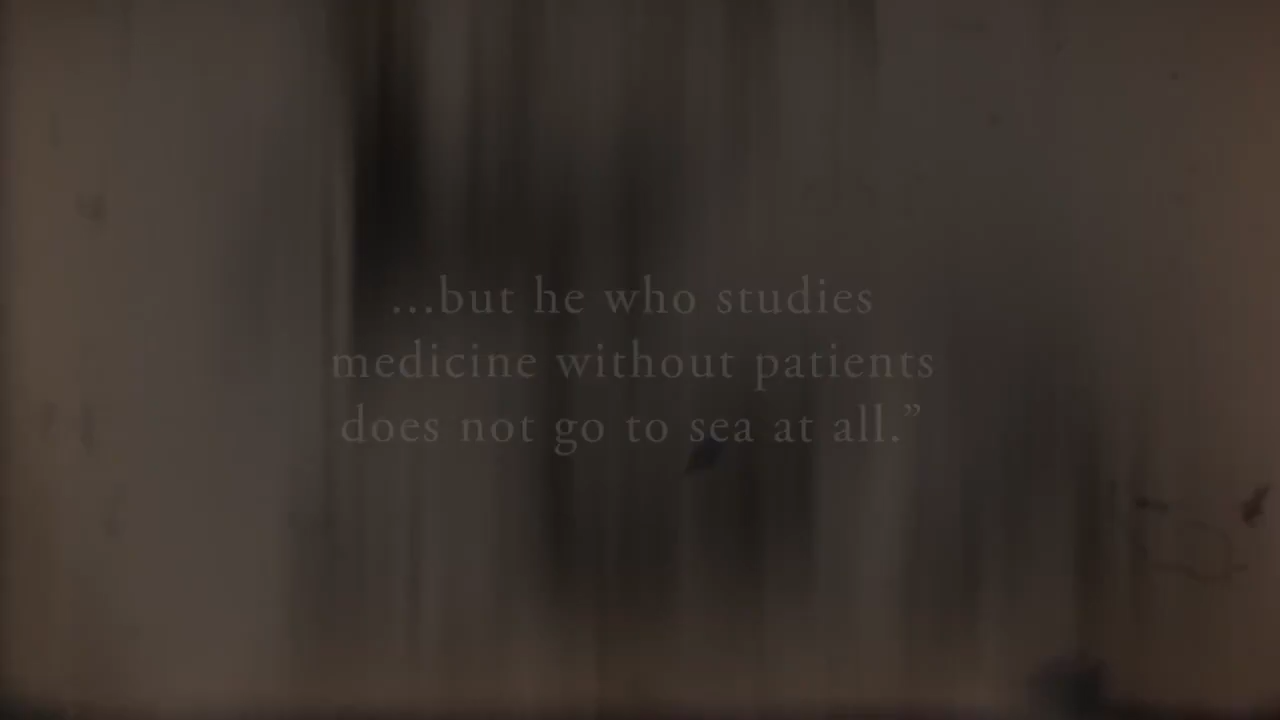 ...but he who studies
medicine without patients
does not go to sea at all.”